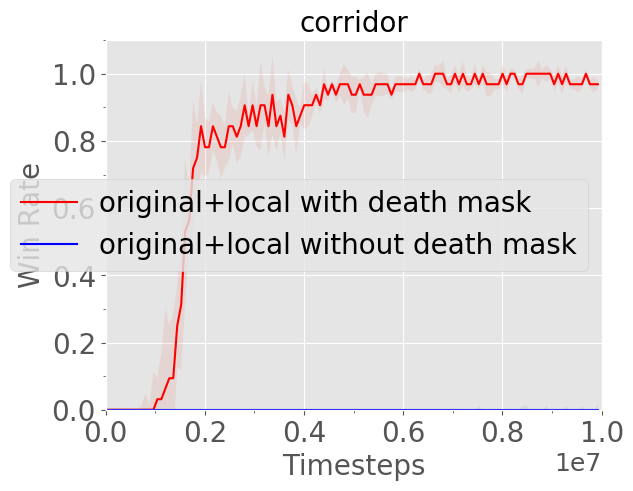 corridor
1.0
0.8
0.6
0.4
0.2
0.0
Win Rate
original+local with death mask
original+local without death mask
0.0 0.2 0.4 0.6 0.8 1.0
Timesteps
1e7